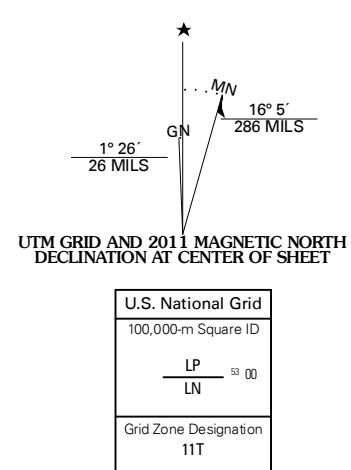 ★
MN
16° 5´
286 MILS
GN
1° 26´
26 MILS
UTM GRID AND 2011 MAGNETIC NORTH
DECLINATION AT CENTER OF SHEET
U.S. National Grid
100,000-m Square ID
LP
53 00
LN
Grid Zone Designation
11T